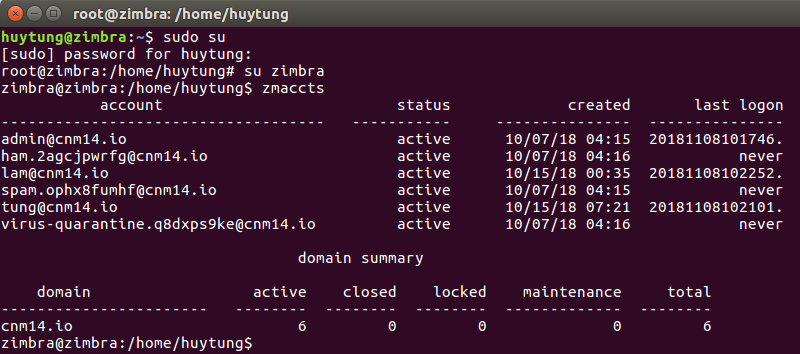 root@zimbra: /home/huytung
huytung@zimbra:~$ sudo su
[sudo] password for huytung:
root@zimbra:/home/huytung# su zimbra
zimbra@zimbra:/home/huytung$ zmaccts
           account                          status             created       last logon
------------------------------------   -----------     ---------------  ---------------
admin@cnm14.io                              active      10/07/18 04:15  20181108101746.
ham.2agcjpwrfg@cnm14.io                     active      10/07/18 04:16            never
lam@cnm14.io                                active      10/15/18 00:35  20181108102252.
spam.ophx8fumhf@cnm14.io                    active      10/07/18 04:15            never
tung@cnm14.io                               active      10/15/18 07:21  20181108102101.
virus-quarantine.q8dxps9ke@cnm14.io         active      10/07/18 04:16            never
                                 domain summary
    domain                  active    closed    locked    maintenance     total
-----------------------   --------  --------  --------  -------------  --------
cnm14.io                         6         0         0              0         6
zimbra@zimbra:/home/huytung$